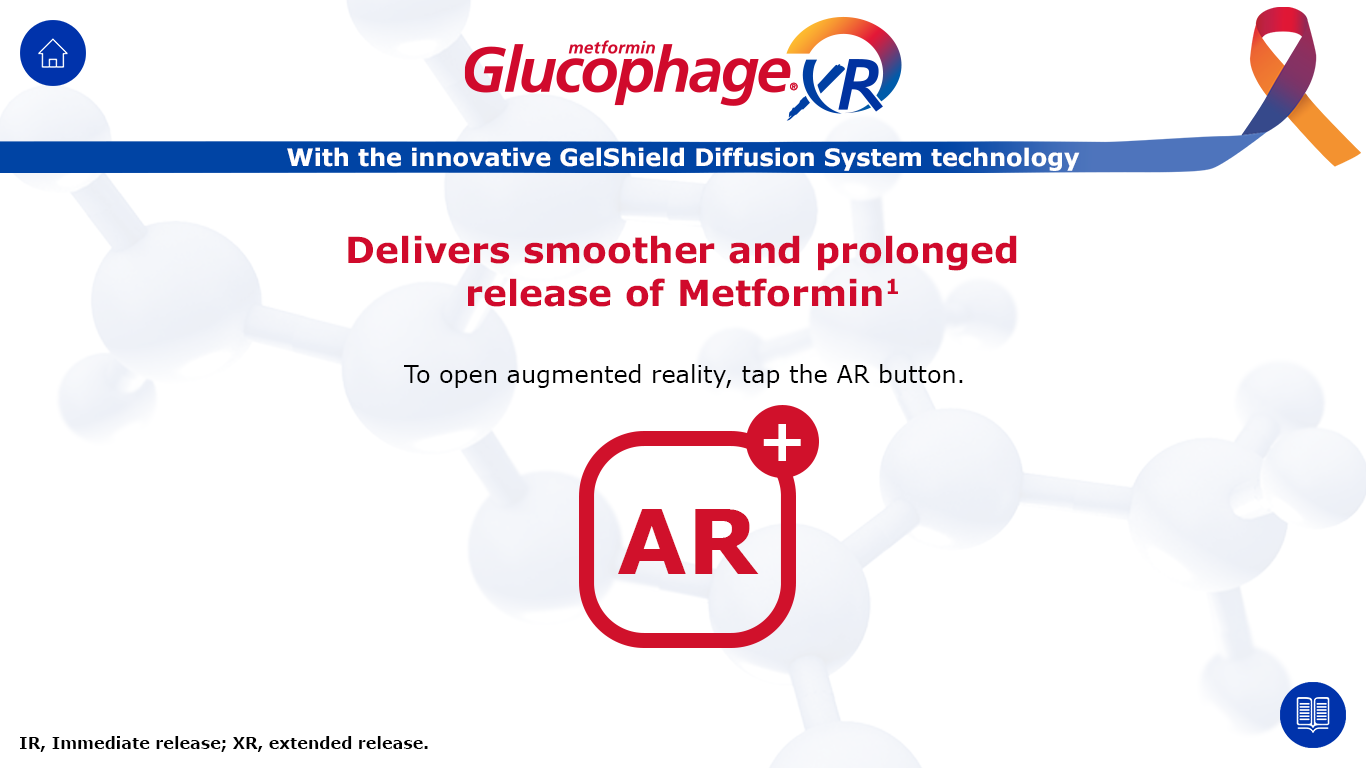 metformin
Glucophage® XR
With the innovative GelShield Diffusion System technology
Delivers smoother and prolonged
release of Metformin¹
To open augmented reality, tap the AR button.
+
AR
IR, Immediate release; XR, extended release.